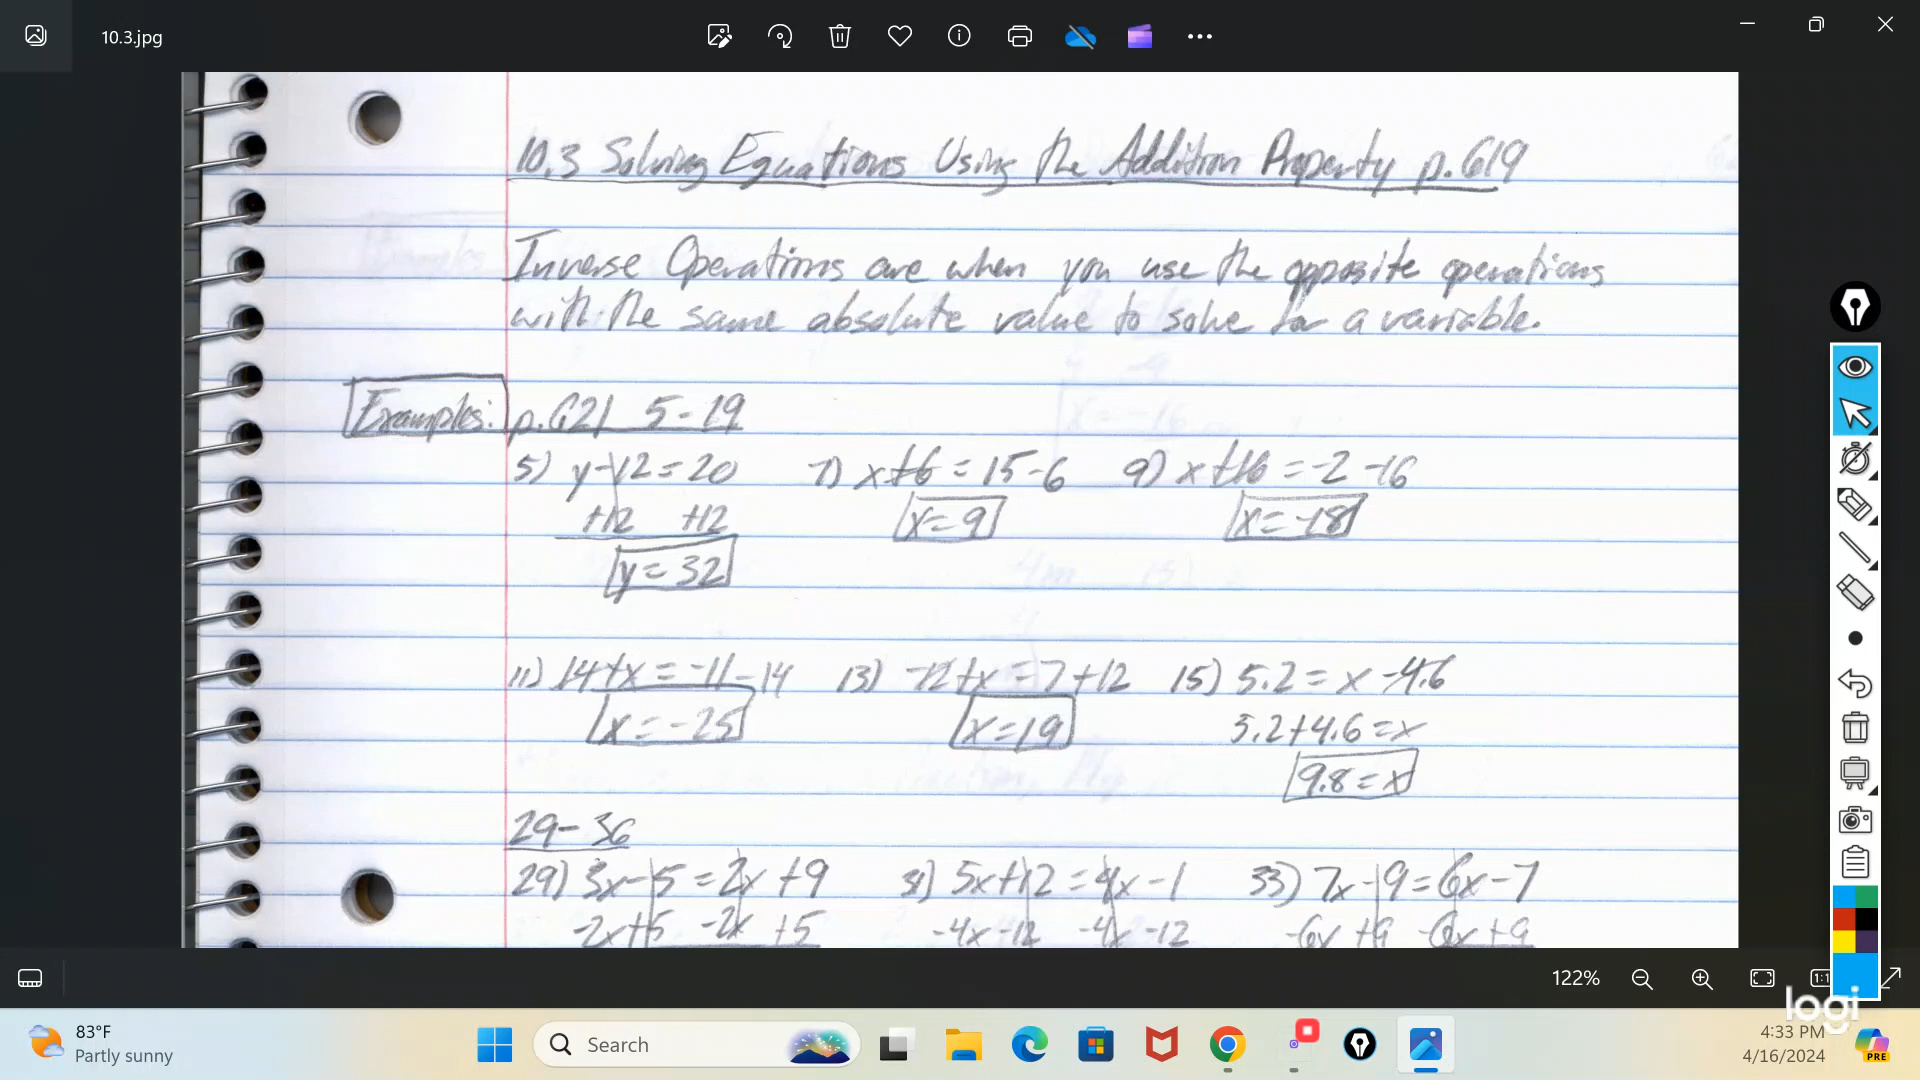 10.3.jpg
10.3 Solving Equations Using the Addition Property p.619
Inverse Operations are when you use the opposite operations
with the same absolute value to solve for a variable.
Examples: p.621 5-19
5) y-12=20 7) x+6=15-6 9) x+16=-2-16
+12 +12 x=9 x=-18
y=32
11) 14+x=-11-14 13) -12+x=7+12 15) 5.2=x-4.6
x=-25 x=19 5.2+4.6=x
9.8=x
29-36
29) 3x-5=2x+9 31) 5x+12=4x-1 33) 7x-9=6x-7
-2x+5 -2x +5 -4x-12 -4x-12 -6x+9 -6x+9
122%
1:1
logi
83°F
Partly sunny
Search
4:33 PM
4/16/2024
PRE